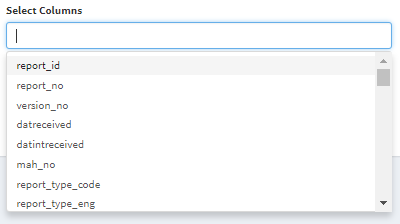 Select Columns
report_id
report_no
version_no
datreceived
datintreceived
mah_no
report_type_code
report_type_eng